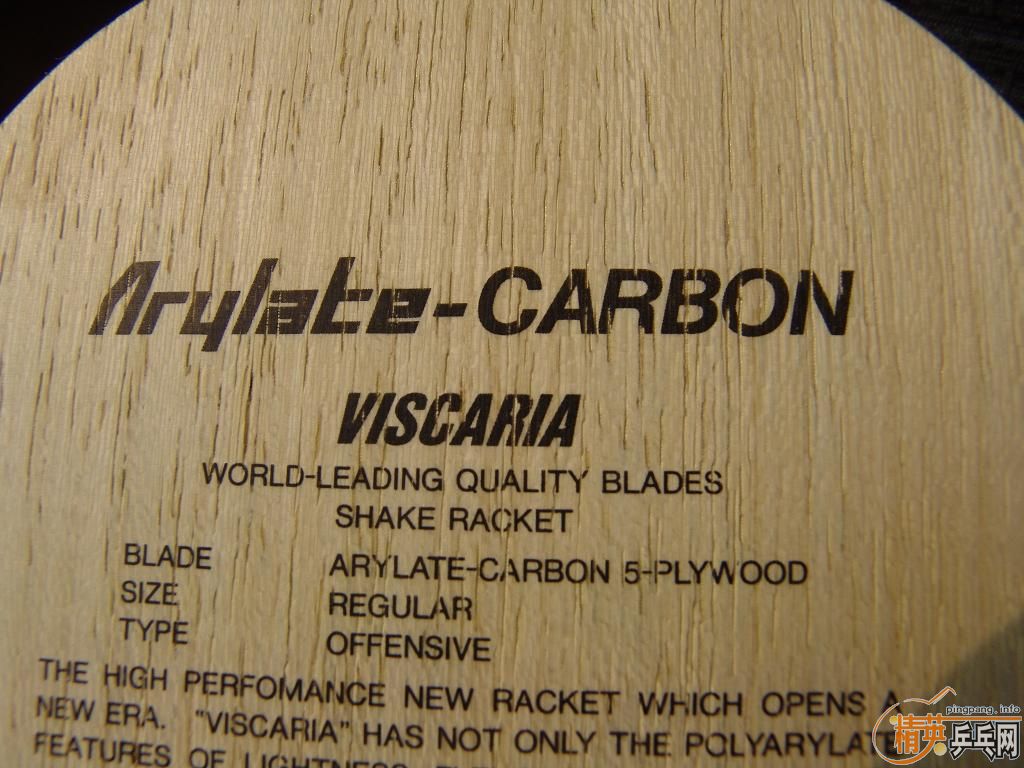 Arylate-CARBON
VISCARIA
WORLD-LEADING QUALITY BLADES
SHAKE RACKET
BLADE ARYLATE-CARBON 5-PLYWOOD
SIZE REGULAR
TYPE OFFENSIVE
THE HIGH PERFOMANCE NEW RACKET WHICH OPENS A
NEW ERA. "VISCARIA" HAS NOT ONLY THE POLYARYLATE
FEATURES OF LIGHTNESS
pingpang.info
精英乒乓网